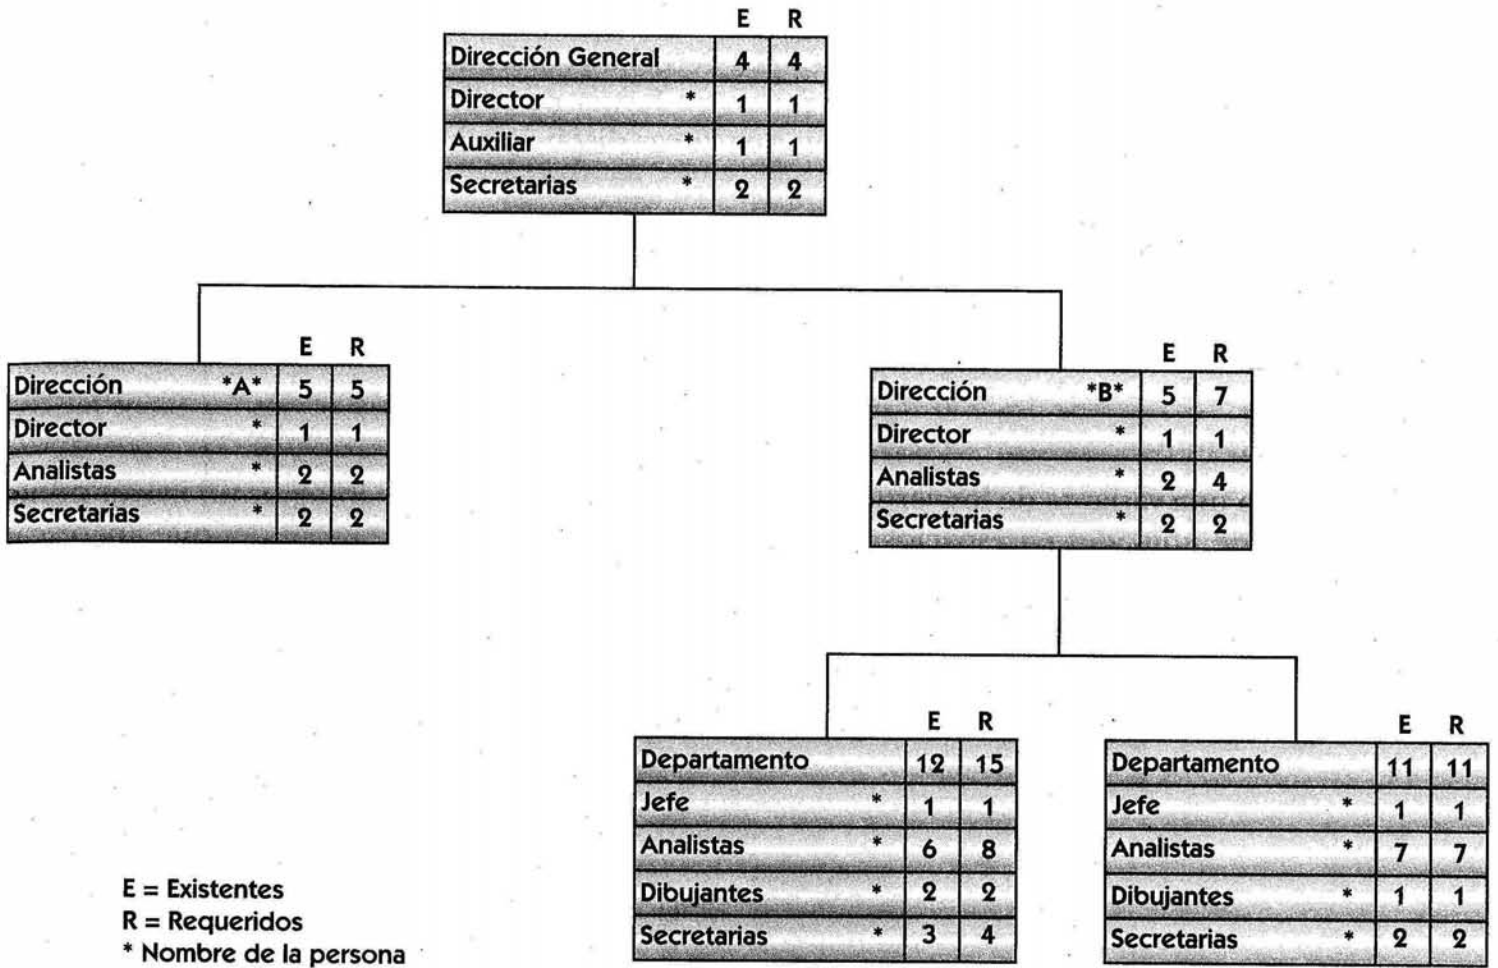 E R
Dirección General 4 4
Director * 1 1
Auxiliar * 1 1
Secretarias * 2 2
E R
Dirección *A* 5 5
Director * 1 1
Analistas * 2 2
Secretarias * 2 2
E R
Dirección *B* 5 7
Director * 1 1
Analistas * 2 4
Secretarias * 2 2
E R
Departamento 12 15
Jefe * 1 1
Analistas * 6 8
Dibujantes * 2 2
Secretarias * 3 4
E R
Departamento 11 11
Jefe * 1 1
Analistas * 7 7
Dibujantes * 1 1
Secretarias * 2 2
E = Existentes
R = Requeridos
* Nombre de la persona